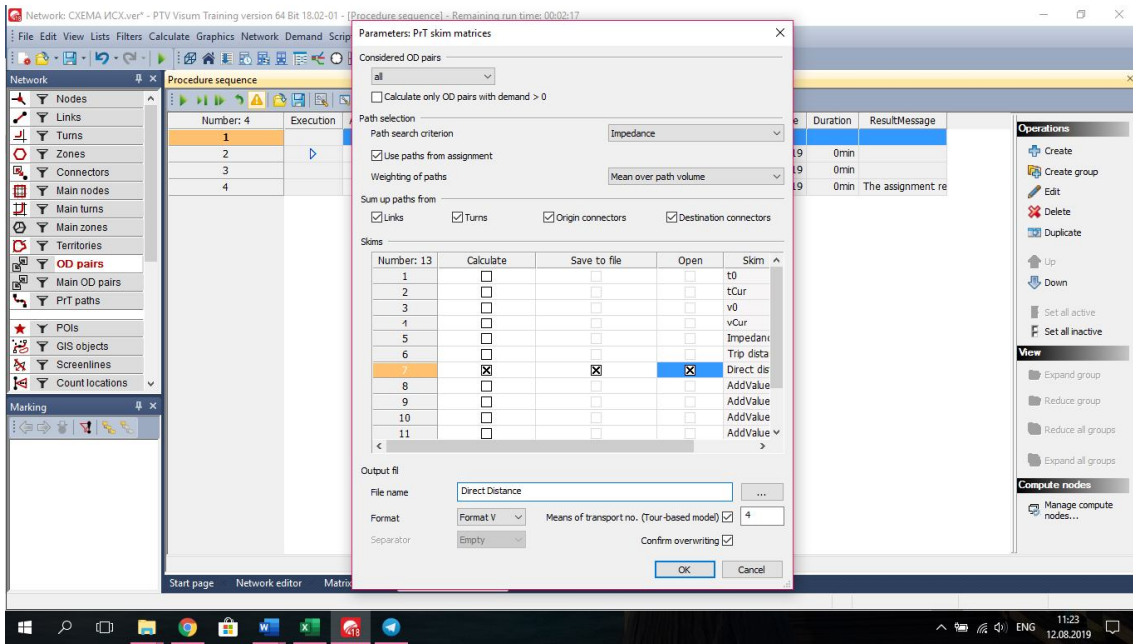 Network: СХЕМА ИСХ.ver* - PTV Visum Training version 64 Bit 18.02-01 - [Procedure sequence] - Remaining run time: 00:02:17
File Edit View Lists Filters Calculate Graphics Network Demand Scrip
Network
Nodes
Links
Turns
Zones
Connectors
Main nodes
Main turns
Main zones
Territories
OD pairs
Main OD pairs
PrT paths
POIs
GIS objects
Screenlines
Count locations
Marking
Procedure sequence
Number: 4 Execution
1
2
3
4
Duration ResultMessage
19 0min
19 0min
19 0min The assignment re
Parameters: PrT skim matrices
Considered OD pairs
all
Calculate only OD pairs with demand > 0
Path selection
Path search criterion Impedance
Use paths from assignment
Weighting of paths Mean over path volume
Sum up paths from
Links Turns Origin connectors Destination connectors
Skims
Number: 13 Calculate Save to file Open Skim
1 t0
2 tCur
3 v0
4 vCur
5 Impedanc
6 Trip dista
7 Direct dis
8 AddValue
9 AddValue
10 AddValue
11 AddValue
Output fil
File name Direct Distance ...
Format Format V Means of transport no. (Tour-based model) 4
Separator Empty Confirm overwriting
OK Cancel
Operations
Create
Create group
Edit
Delete
Duplicate
Up
Down
Set all active
Set all inactive
View
Expand group
Reduce group
Reduce all groups
Expand all groups
Compute nodes
Manage compute
nodes...
Start page Network editor Matrix
ENG 11:23
12.08.2019